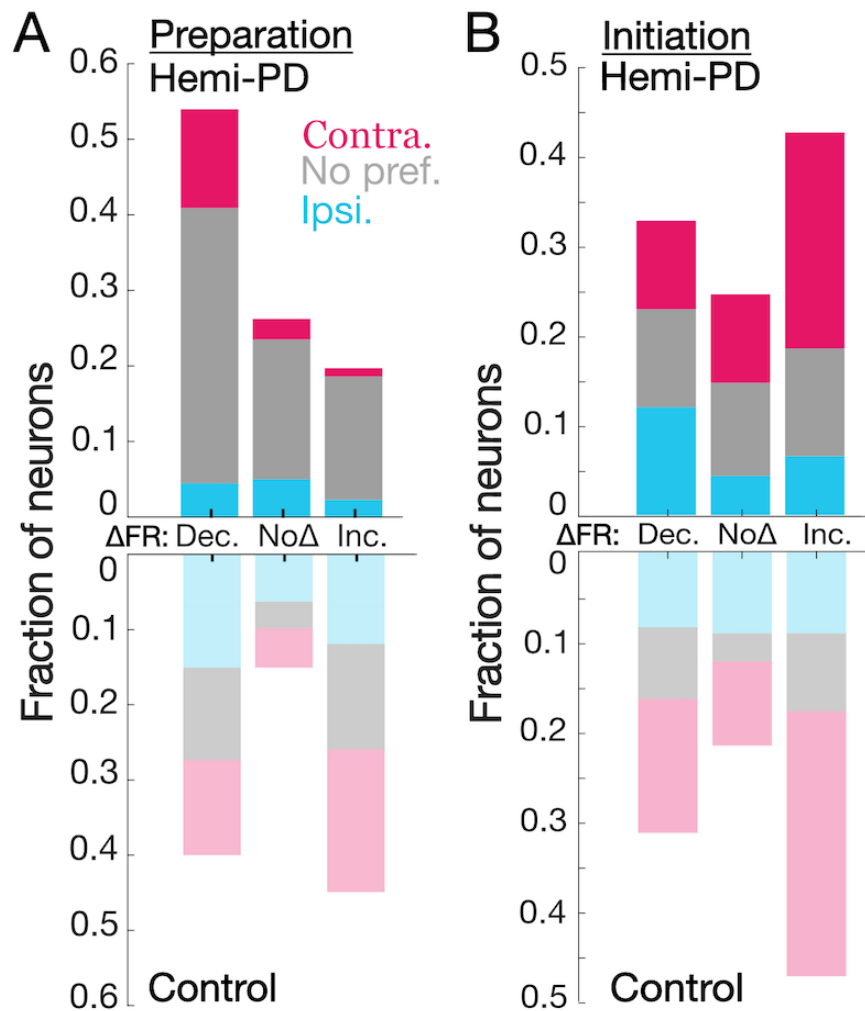 A
Preparation
Hemi-PD
0.6
0.5
0.4
0.3
0.2
0.1
0
Contra.
No pref.
Ipsi.
Fraction of neurons
ΔFR: Dec. NoΔ Inc.
0
0.1
0.2
0.3
0.4
0.5
0.6
Control
B
Initiation
Hemi-PD
0.5
0.4
0.3
0.2
0.1
0
Fraction of neurons
ΔFR: Dec. NoΔ Inc.
0
0.1
0.2
0.3
0.4
0.5
Control